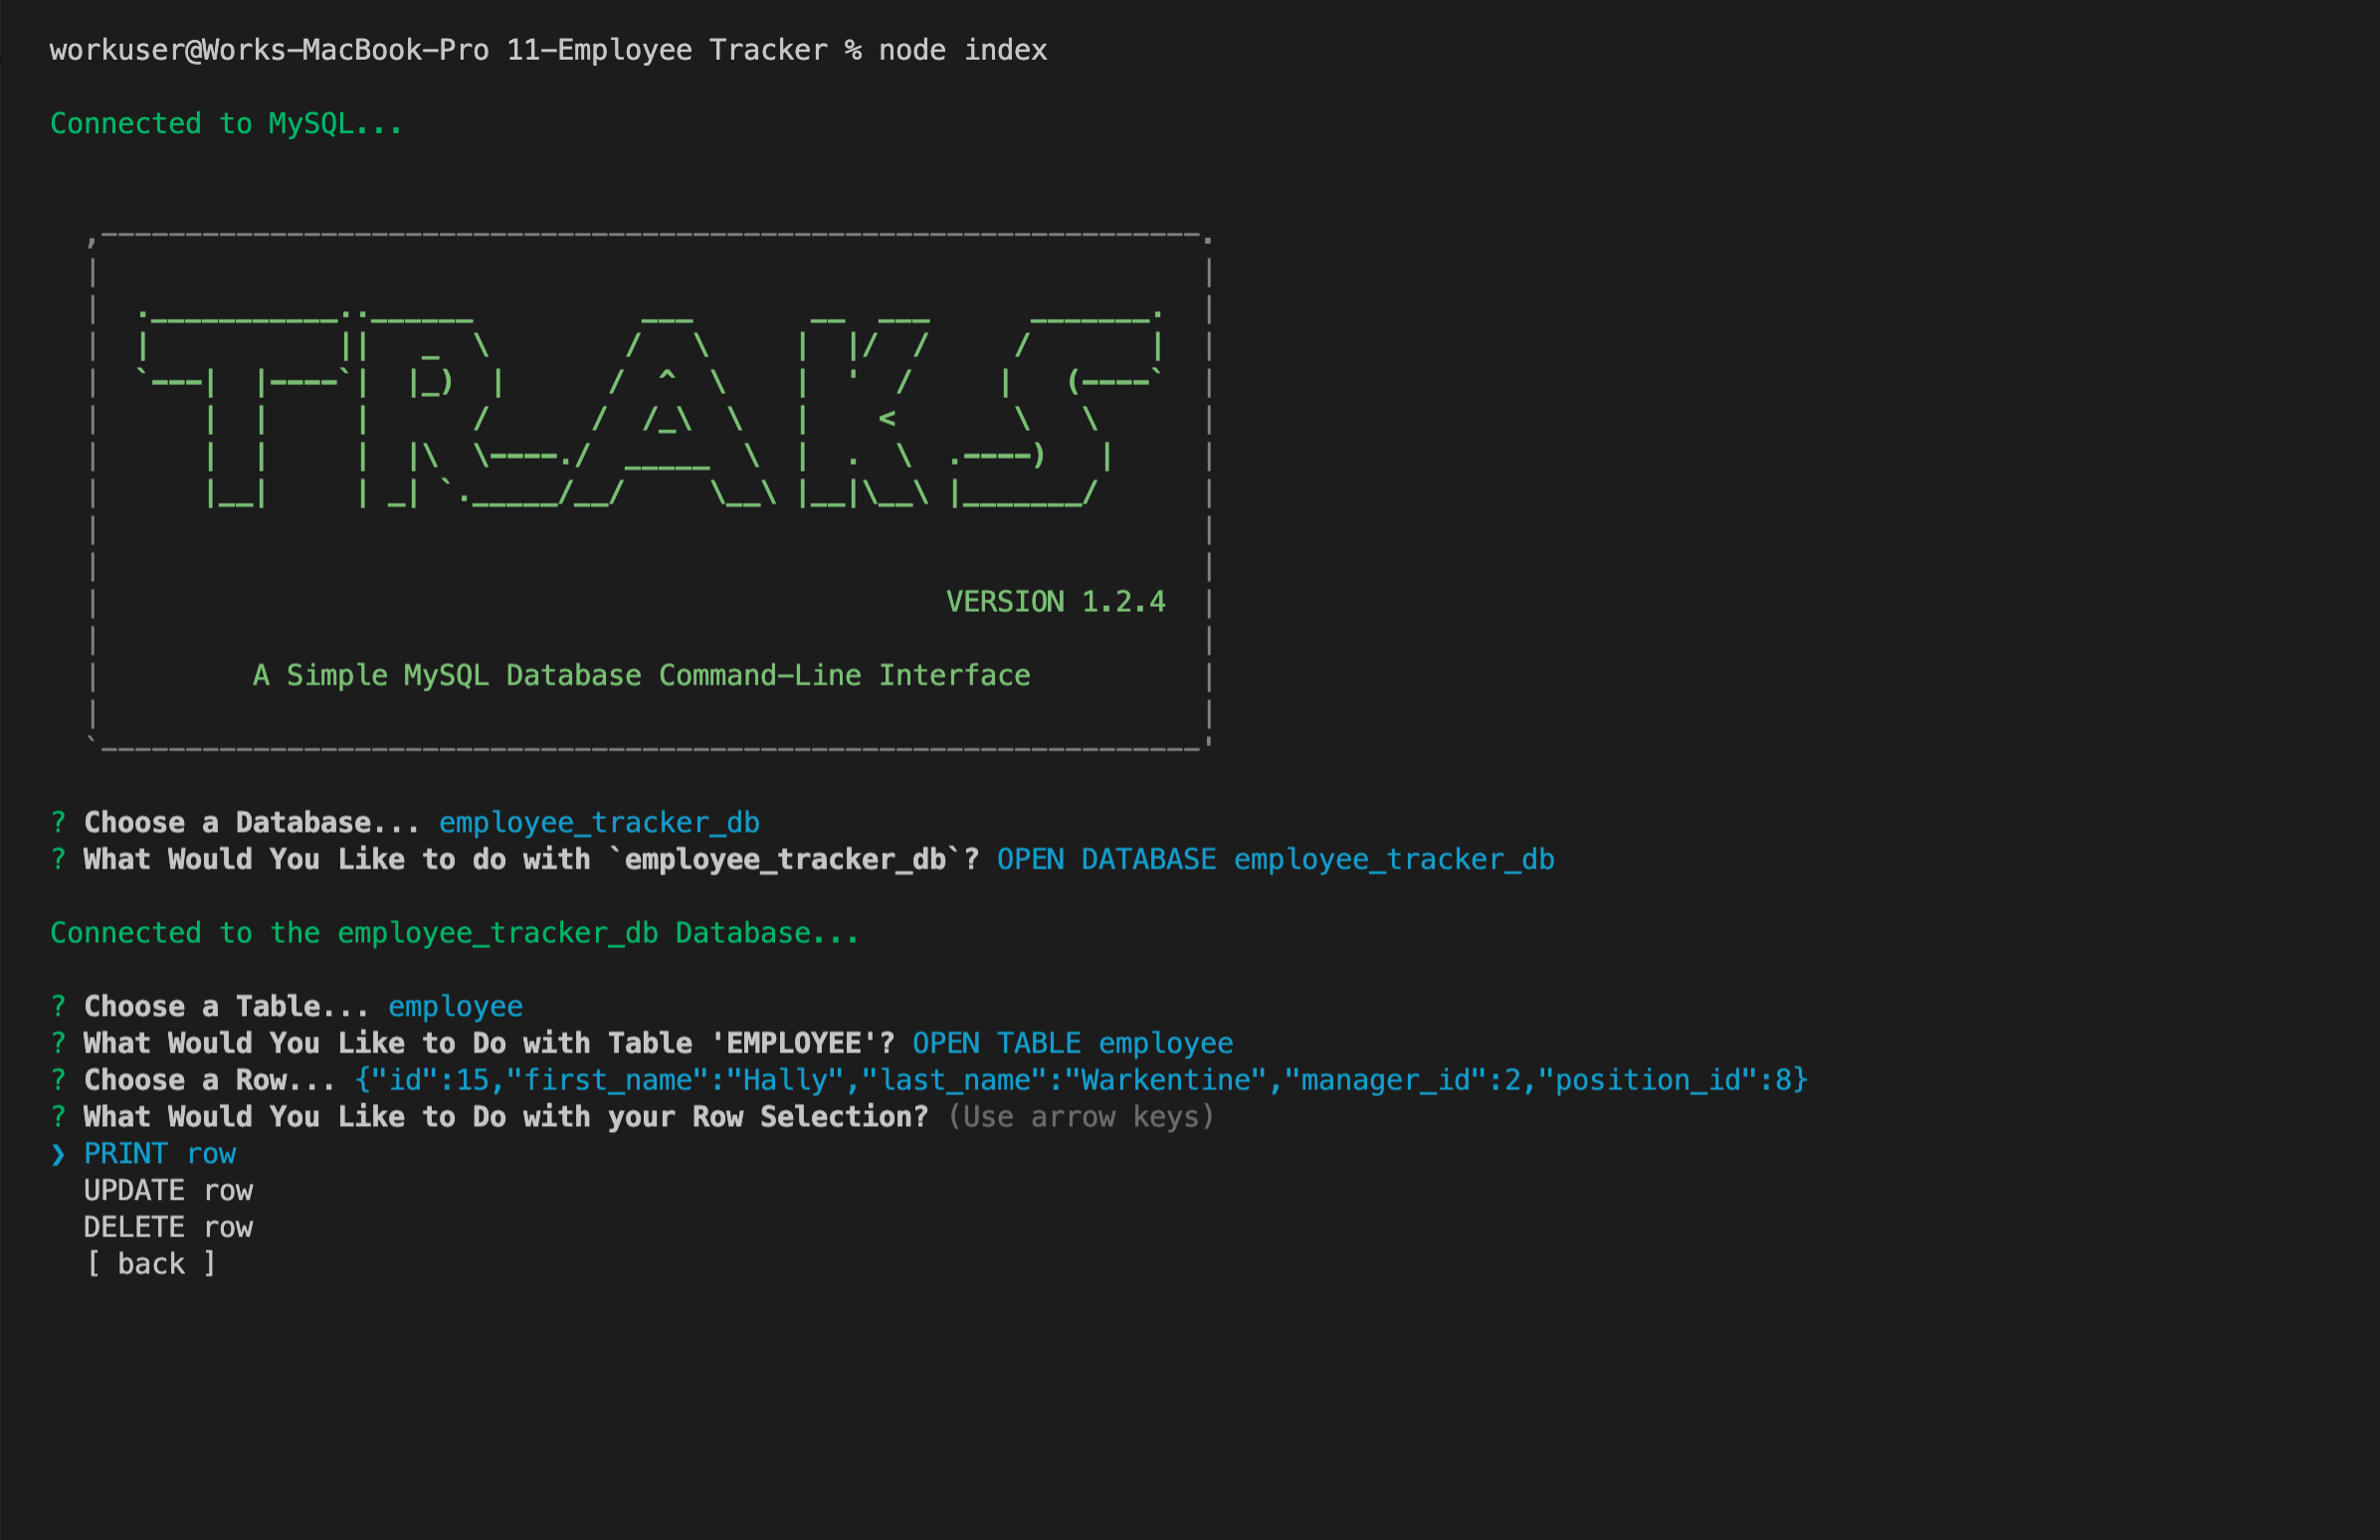 workuser@Works-MacBook-Pro 11-Employee Tracker % node index
Connected to MySQL...
TRAKS
VERSION 1.2.4
A Simple MySQL Database Command-Line Interface
? Choose a Database... employee_tracker_db
? What Would You Like to do with `employee_tracker_db`? OPEN DATABASE employee_tracker_db
Connected to the employee_tracker_db Database...
? Choose a Table... employee
? What Would You Like to Do with Table 'EMPLOYEE'? OPEN TABLE employee
? Choose a Row... {"id":15,"first_name":"Hally","last_name":"Warkentine","manager_id":2,"position_id":8}
? What Would You Like to Do with your Row Selection? (Use arrow keys)
❯ PRINT row
UPDATE row
DELETE row
[ back ]